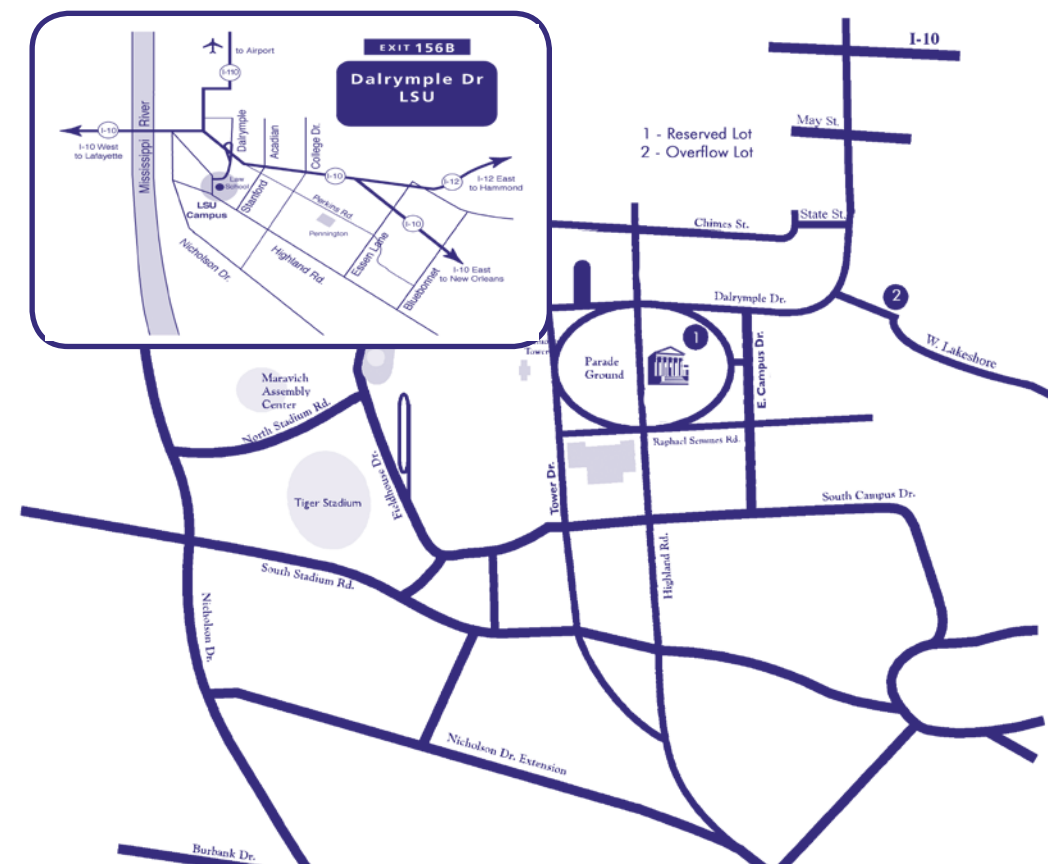 EXIT 156B
Dalrymple Dr
LSU
to Airport
I-110
I-10
I-10 West
to Lafayette
Mississippi River
Dalrymple
Acadian
College Dr.
I-10
I-12
I-12 East
to Hammond
School
LSU
Campus
Stanford
Perkins Rd
Pennington
I-10
Essen Lane
I-10 East
to New Orleans
Nicholson Dr.
Highland Rd.
Bluebonnet
I-10
May St.
1 - Reserved Lot
2 - Overflow Lot
State St.
Chimes St.
Dalrymple Dr.
2
1
W. Lakeshore
E. Campus Dr.
Tower
Parade
Ground
Maravich
Assembly
Center
North Stadium Rd.
Raphael Semmes Rd.
Tiger Stadium
Fieldhouse Dr.
Tower Dr.
South Campus Dr.
South Stadium Rd.
Highland Rd.
Nicholson Dr.
Nicholson Dr. Extension
Burbank Dr.